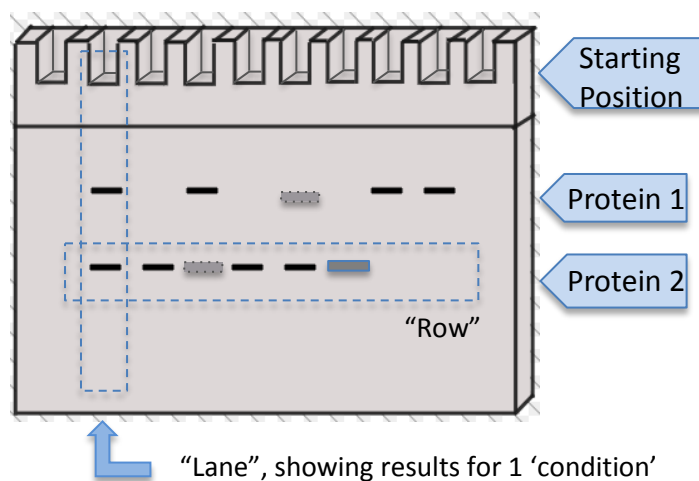 Starting
Position
Protein 1
Protein 2
“Row”
“Lane”, showing results for 1 ‘condition’